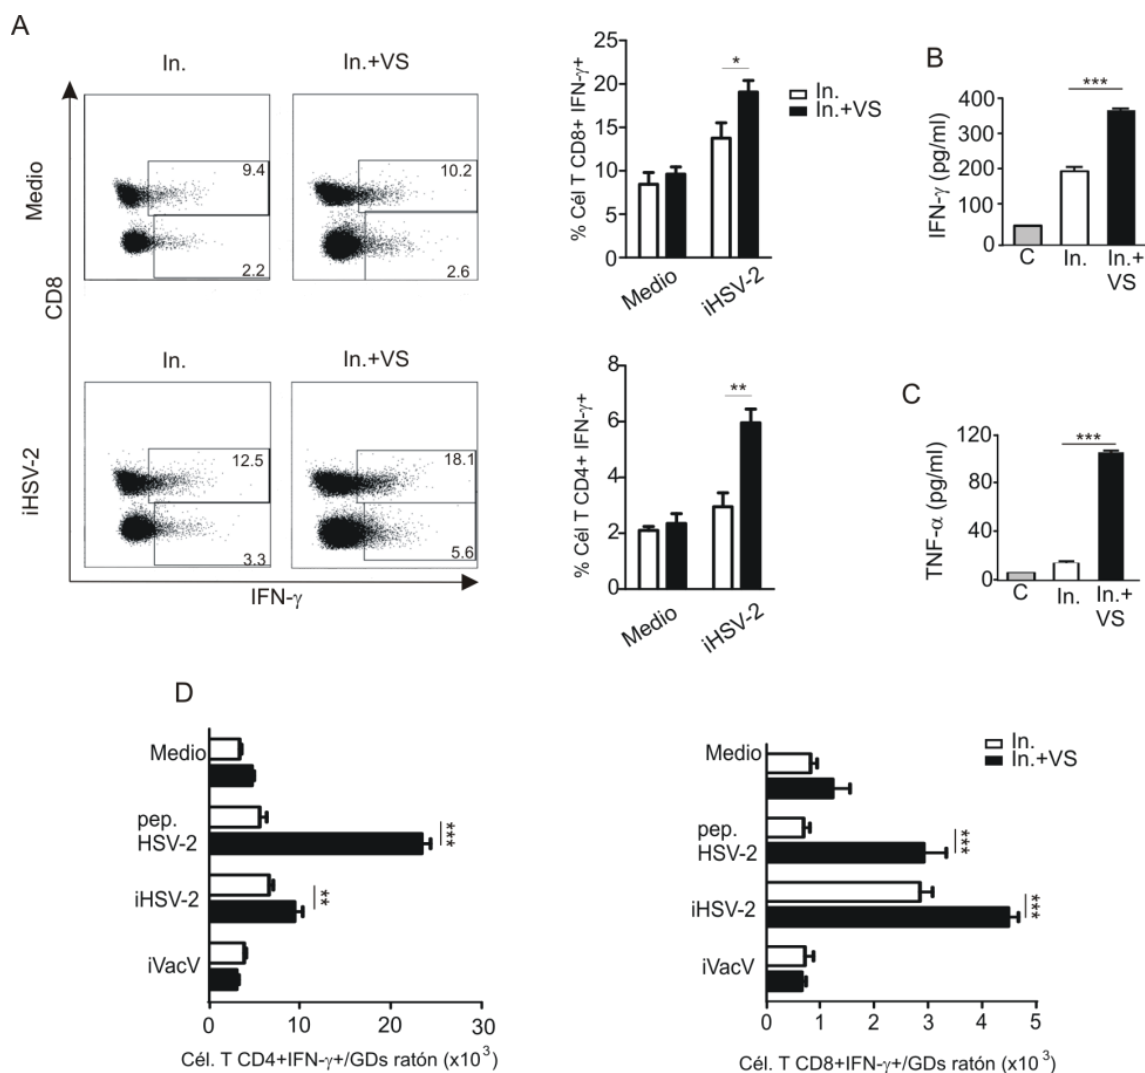 A
In. In.+VS
Medio
9.4
2.2
10.2
2.6
In. In.+VS
iHSV-2
12.5
3.3
18.1
5.6
CD8
IFN-γ
% Cél T CD8+ IFN-γ+
25
20
15
10
5
0
*
In.
In.+VS
Medio iHSV-2
% Cél T CD4+ IFN-γ+
8
6
4
2
0
**
Medio iHSV-2
B
IFN-γ (pg/ml)
400
300
200
100
0
***
C In. In.+
VS
C
TNF-α (pg/ml)
120
80
40
0
***
C In. In.+
VS
D
Medio
pep.
HSV-2
***
iHSV-2
**
iVacV
0 10 20 30
Cél. T CD4+IFN-γ+/GDs ratón (x10³)
In.
In.+VS
Medio
pep.
HSV-2
***
iHSV-2
***
iVacV
0 1 2 3 4 5
Cél. T CD8+IFN-γ+/GDs ratón (x10³)